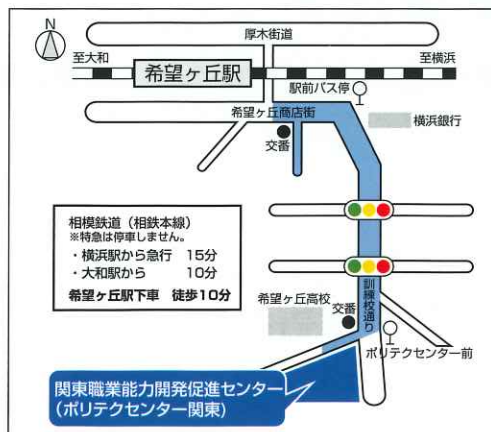 N
厚木街道
至大和
至横浜
希望ヶ丘駅
駅前バス停
希望ヶ丘商店街
横浜銀行
交番
相模鉄道（相鉄本線）
※特急は停車しません。
・横浜駅から急行　15分
・大和駅から　10分
希望ヶ丘駅下車　徒歩10分
希望ヶ丘高校
交番
訓練校通り
ポリテクセンター前
関東職業能力開発促進センター
（ポリテクセンター関東）